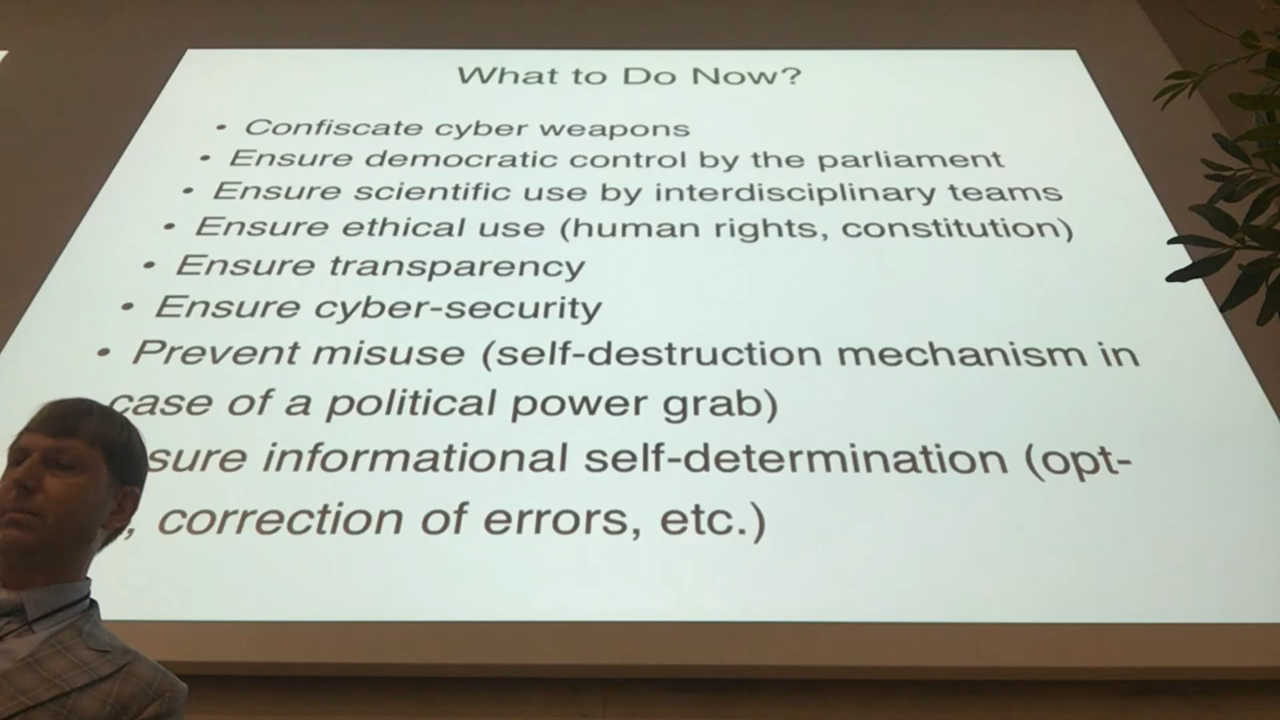 What to Do Now?
• Confiscate cyber weapons
• Ensure democratic control by the parliament
• Ensure scientific use by interdisciplinary teams
• Ensure ethical use (human rights, constitution)
• Ensure transparency
• Ensure cyber-security
• Prevent misuse (self-destruction mechanism in
case of a political power grab)
sure informational self-determination (opt-
, correction of errors, etc.)